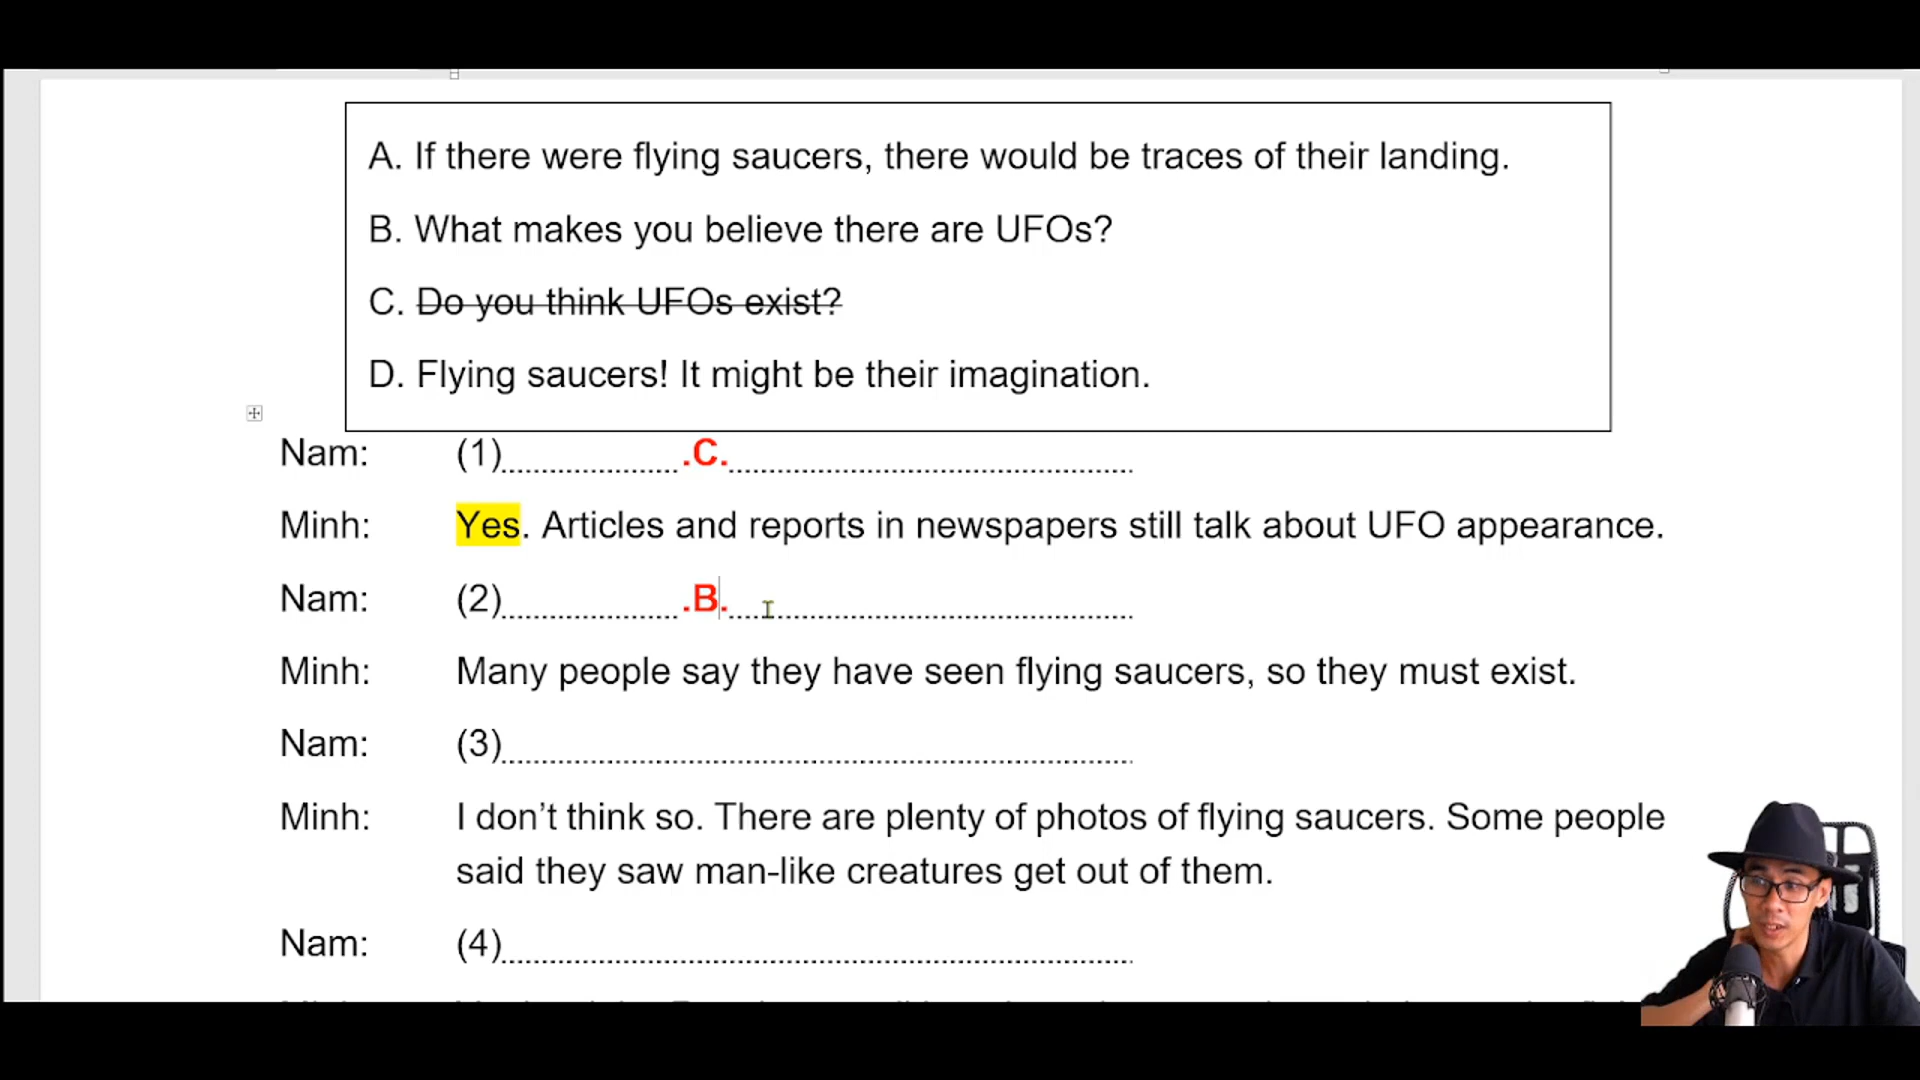 A. If there were flying saucers, there would be traces of their landing.
B. What makes you believe there are UFOs?
C. Do you think UFOs exist?
D. Flying saucers! It might be their imagination.
Nam: (1)....................C.............................................
Minh: Yes. Articles and reports in newspapers still talk about UFO appearance.
Nam: (2)....................B.............................................
Minh: Many people say they have seen flying saucers, so they must exist.
Nam: (3)................................................................
Minh: I don’t think so. There are plenty of photos of flying saucers. Some people
said they saw man-like creatures get out of them.
Nam: (4)................................................................